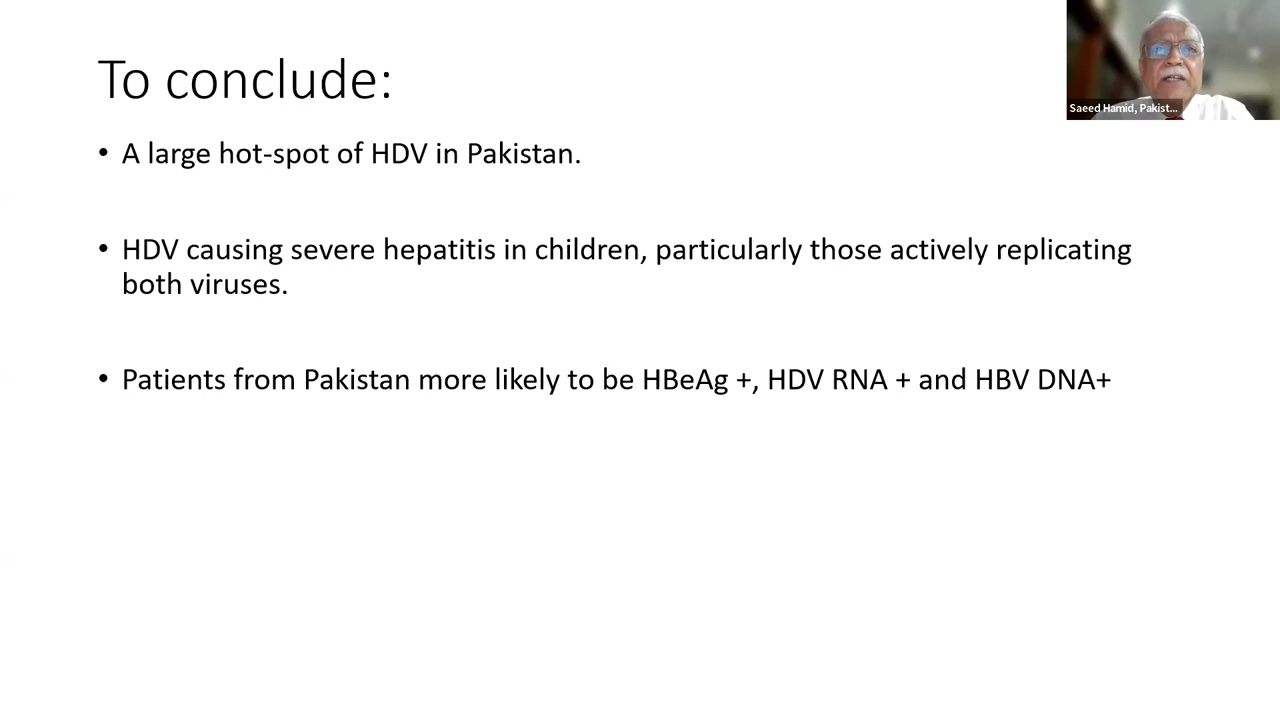 To conclude:
Saeed Hamid, Pakist...
• A large hot-spot of HDV in Pakistan.
• HDV causing severe hepatitis in children, particularly those actively replicating
both viruses.
• Patients from Pakistan more likely to be HBeAg +, HDV RNA + and HBV DNA+